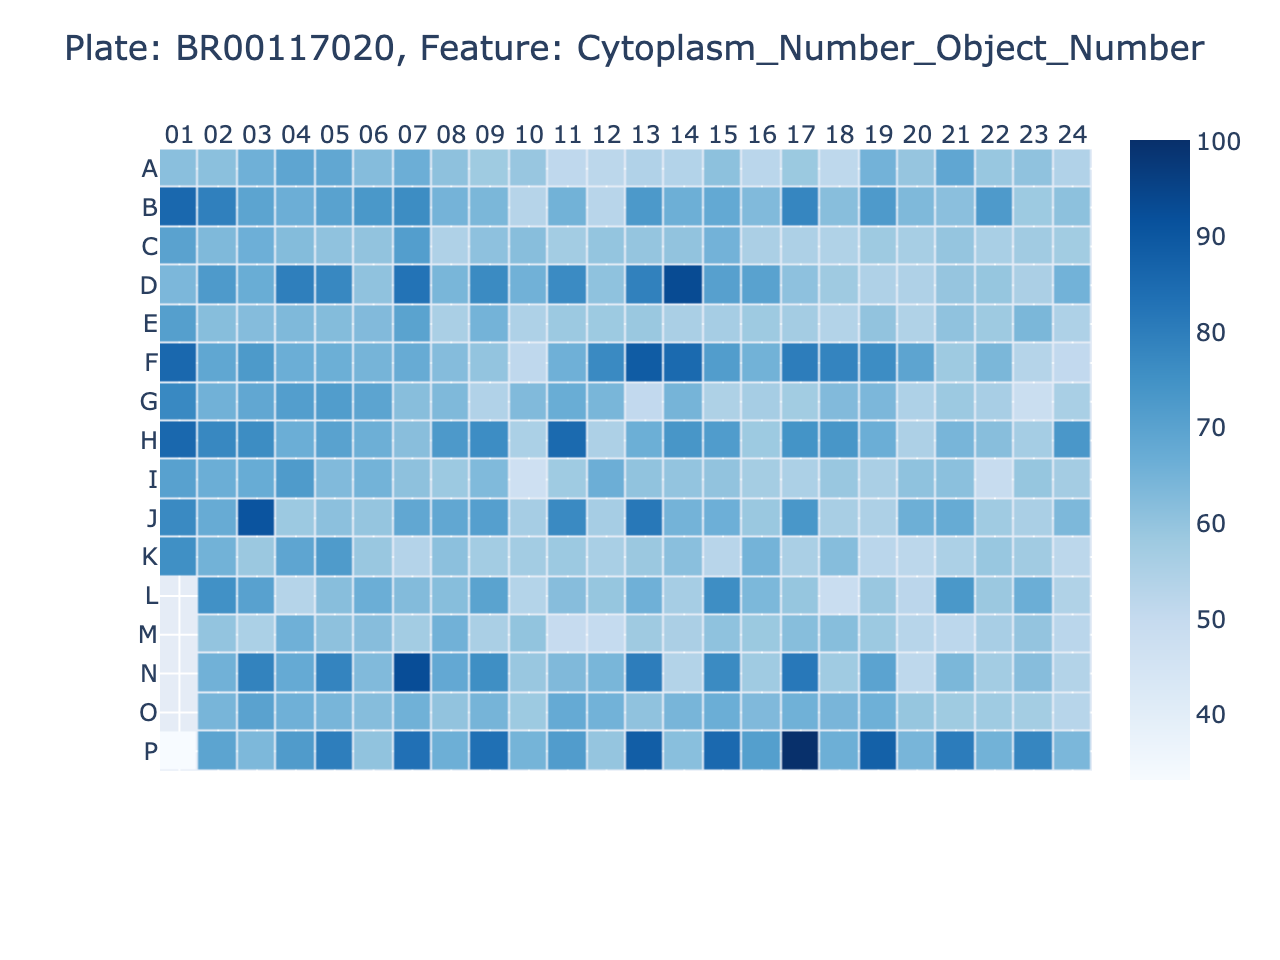 Plate: BR00117020, Feature: Cytoplasm_Number_Object_Number
01 02 03 04 05 06 07 08 09 10 11 12 13 14 15 16 17 18 19 20 21 22 23 24
A
B
C
D
E
F
G
H
I
J
K
L
M
N
O
P
100
90
80
70
60
50
40